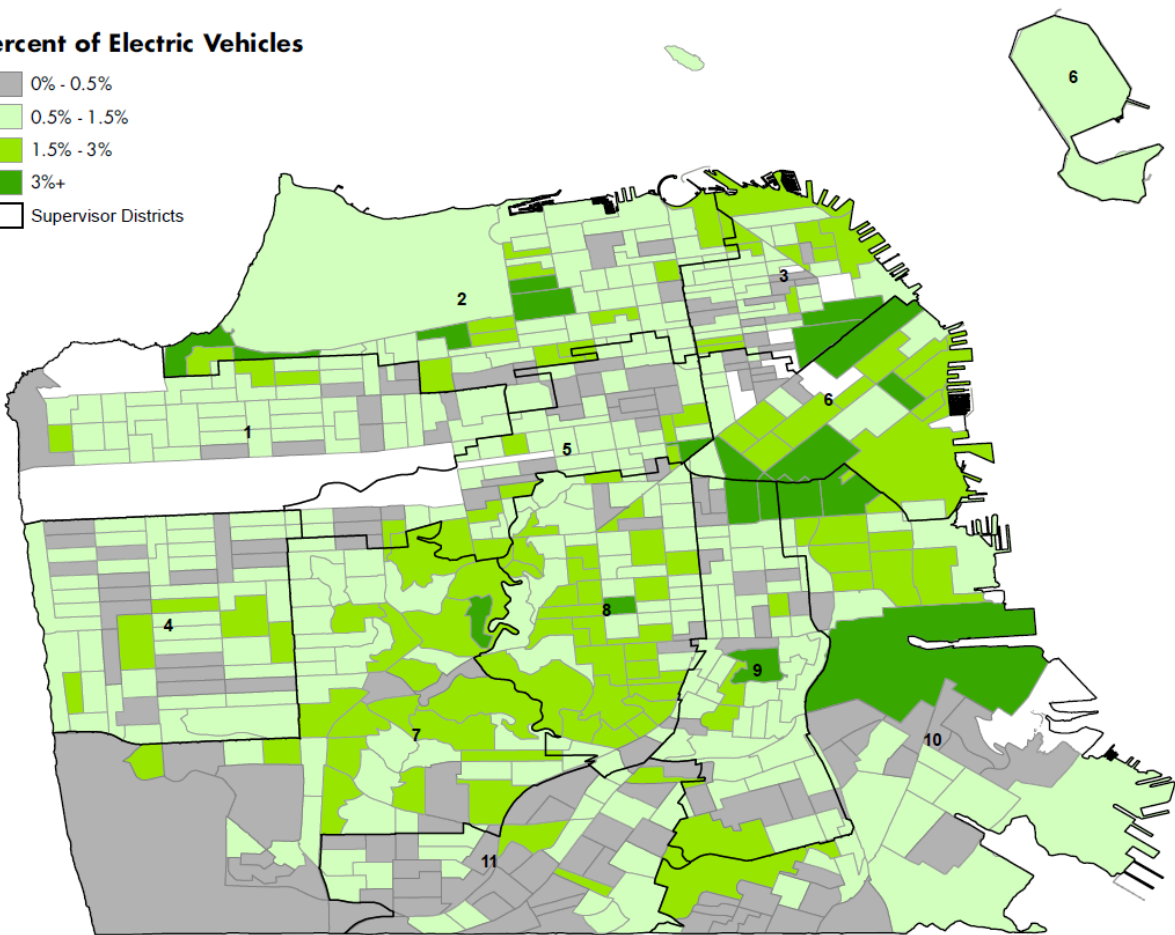 ercent of Electric Vehicles
0% - 0.5%
0.5% - 1.5%
1.5% - 3%
3%+
Supervisor Districts
6
3
2
6
1
5
8
4
9
7
10
11